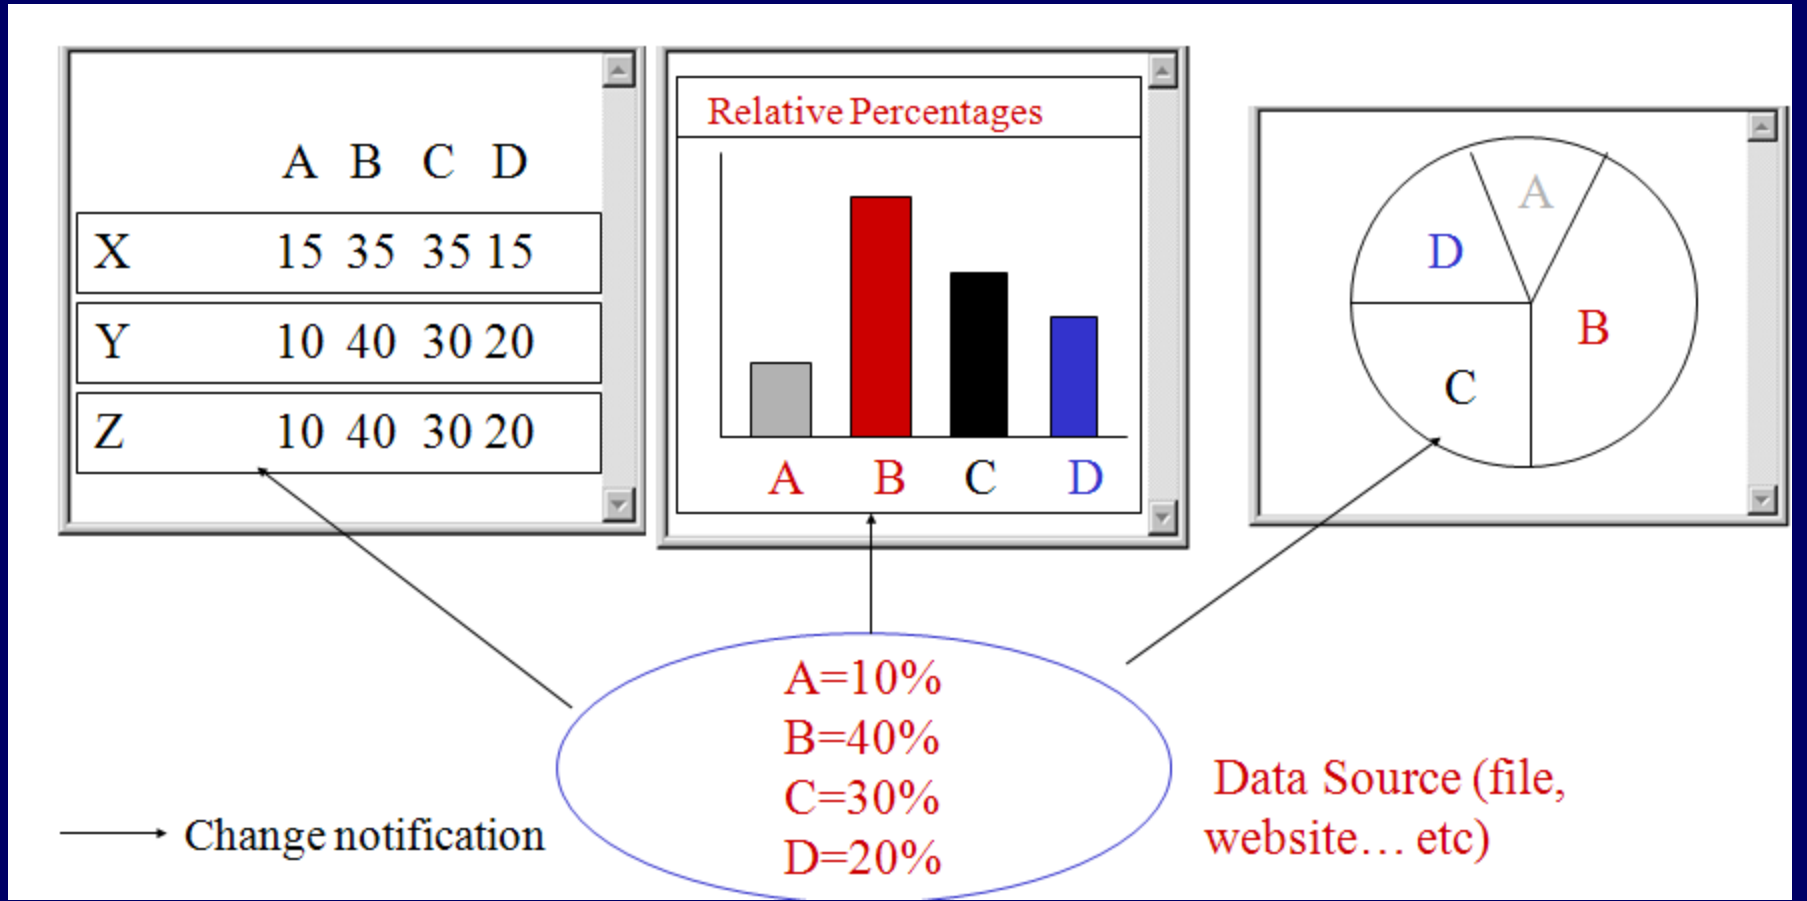 A B C D
X 15 35 35 15
Y 10 40 30 20
Z 10 40 30 20
Relative Percentages
A B C D
A
D
B
C
A=10%
B=40%
C=30%
D=20%
Change notification
Data Source (file,
website... etc)